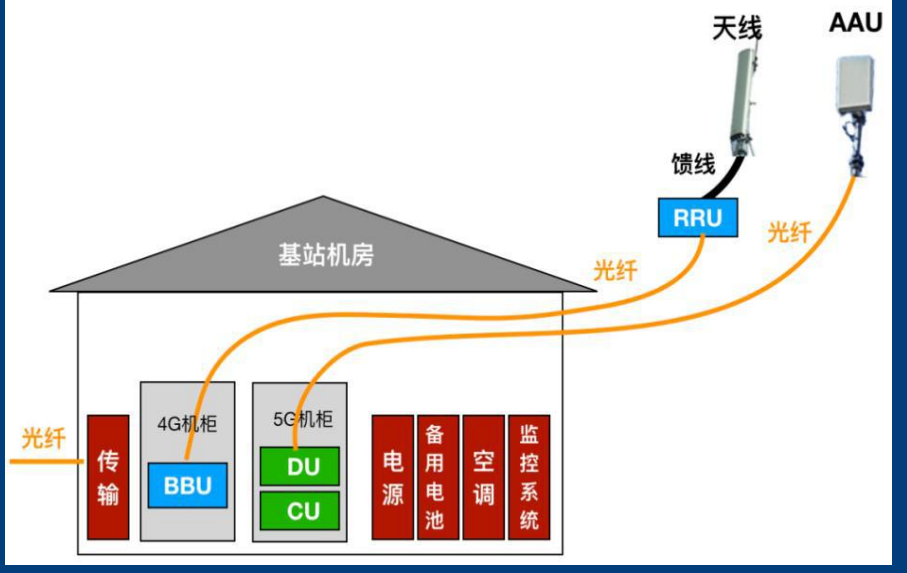 天线
AAU
馈线
RRU
光纤
光纤
基站机房
4G机柜
5G机柜
光纤
传输
BBU
DU
CU
电源
备用电池
空调
监控系统